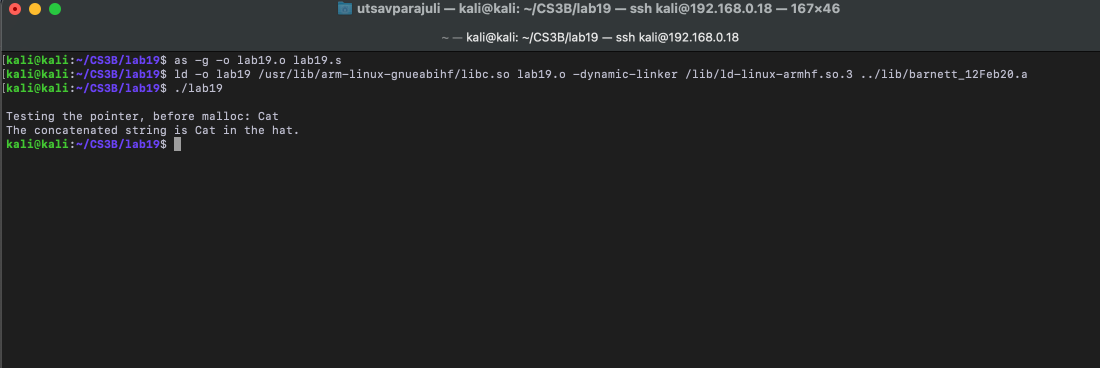 utsavparajuli — kali@kali: ~/CS3B/lab19 — ssh kali@192.168.0.18 — 167×46
~ — kali@kali: ~/CS3B/lab19 — ssh kali@192.168.0.18
[kali@kali:~/CS3B/lab19$ as -g -o lab19.o lab19.s
[kali@kali:~/CS3B/lab19$ ld -o lab19 /usr/lib/arm-linux-gnueabihf/libc.so lab19.o -dynamic-linker /lib/ld-linux-armhf.so.3 ../lib/barnett_12Feb20.a
[kali@kali:~/CS3B/lab19$ ./lab19
Testing the pointer, before malloc: Cat
The concatenated string is Cat in the hat.
kali@kali:~/CS3B/lab19$